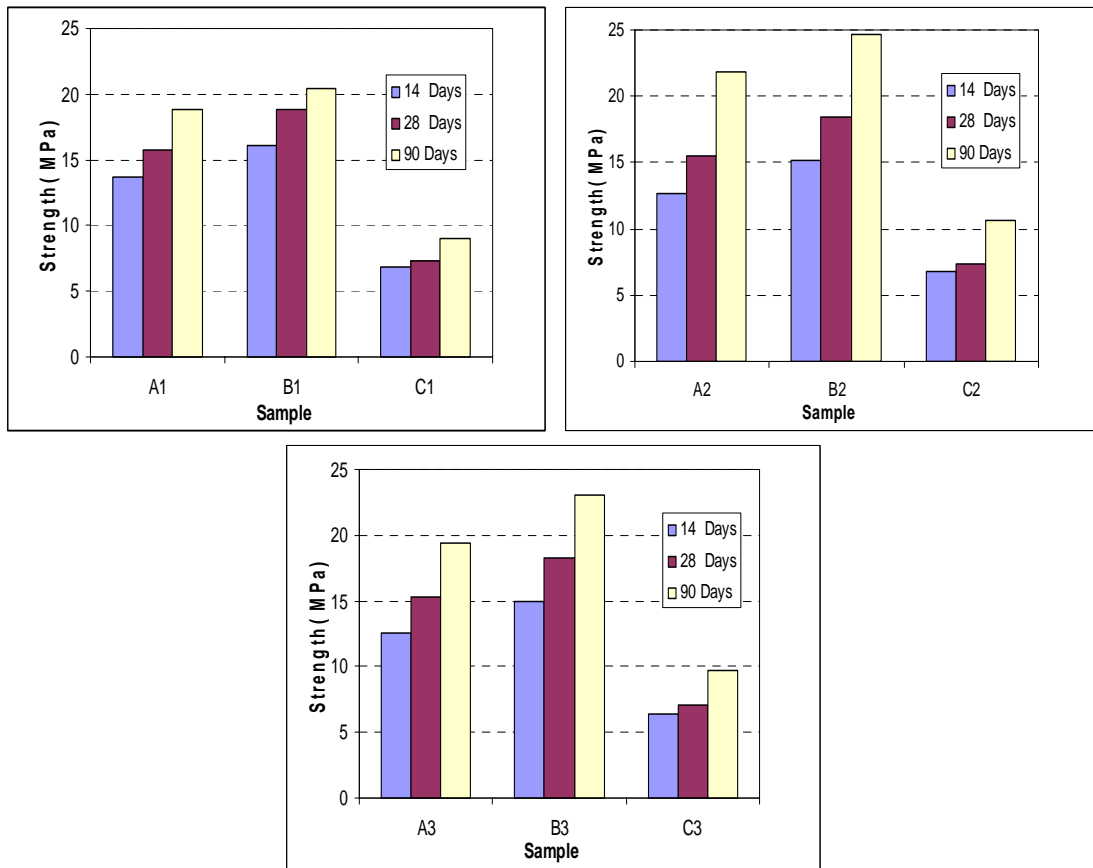 25
20
15
10
5
0
Strength( MPa)
14 Days
28 Days
90 Days
A1 B1 C1
Sample
25
20
15
10
5
0
Strength( MPa)
14 Days
28 Days
90 Days
A2 B2 C2
Sample
25
20
15
10
5
0
Strength( MPa)
14 Days
28 Days
90 Days
A3 B3 C3
Sample